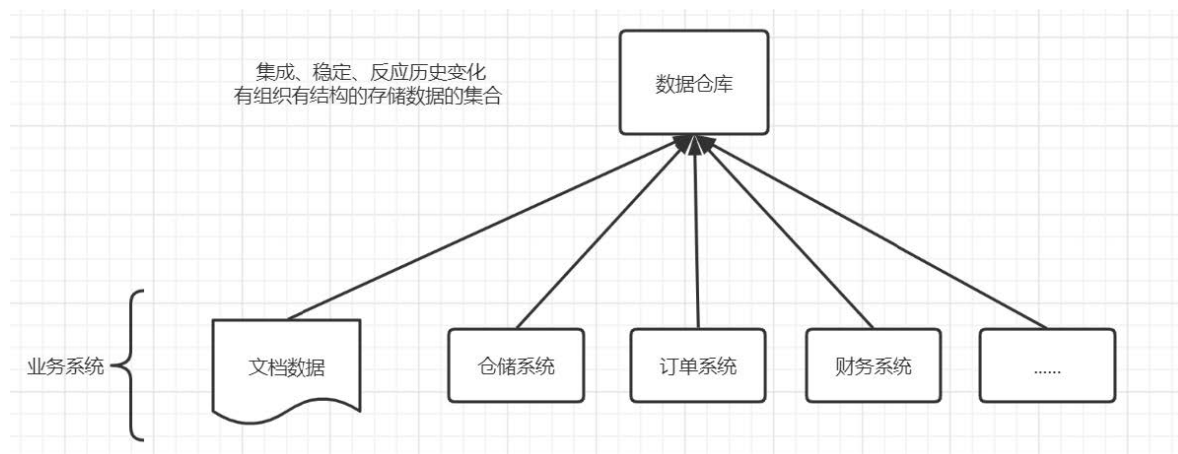 集成、稳定、反应历史变化
有组织有结构的存储数据的集合
数据仓库
业务系统
文档数据
仓储系统
订单系统
财务系统
......